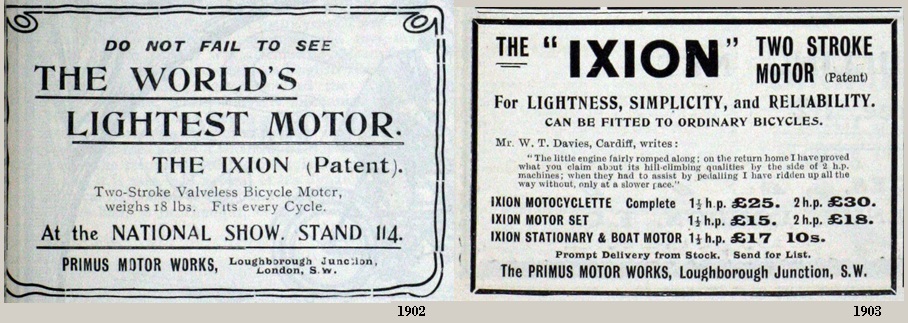 DO NOT FAIL TO SEE
THE WORLD'S
LIGHTEST MOTOR.
THE IXION (Patent).
Two-Stroke Valveless Bicycle Motor,
weighs 18 lbs. Fits every Cycle.
At the NATIONAL SHOW. STAND 114.
PRIMUS MOTOR WORKS, Loughborough Junction,
London, S.W.
1902
THE "IXION" TWO STROKE
MOTOR (Patent)
For LIGHTNESS, SIMPLICITY, and RELIABILITY.
CAN BE FITTED TO ORDINARY BICYCLES.
Mr. W. T. Davies, Cardiff, writes:
"The little engine fairly romped along; on the return home I have proved
what you claim about its hill-climbing qualities by the side of 2 h.p.
machines; when they had to assist by pedalling I have ridden up all the
way without, only at a slower pace."
IXION MOTOCYCLETTE Complete 1½ h.p. £25. 2 h.p. £30.
IXION MOTOR SET 1½ h.p. £15. 2 h.p. £18.
IXION STATIONARY & BOAT MOTOR 1½ h.p. £17 10s.
Prompt Delivery from Stock. Send for List.
The PRIMUS MOTOR WORKS, Loughborough Junction, S.W.
1903